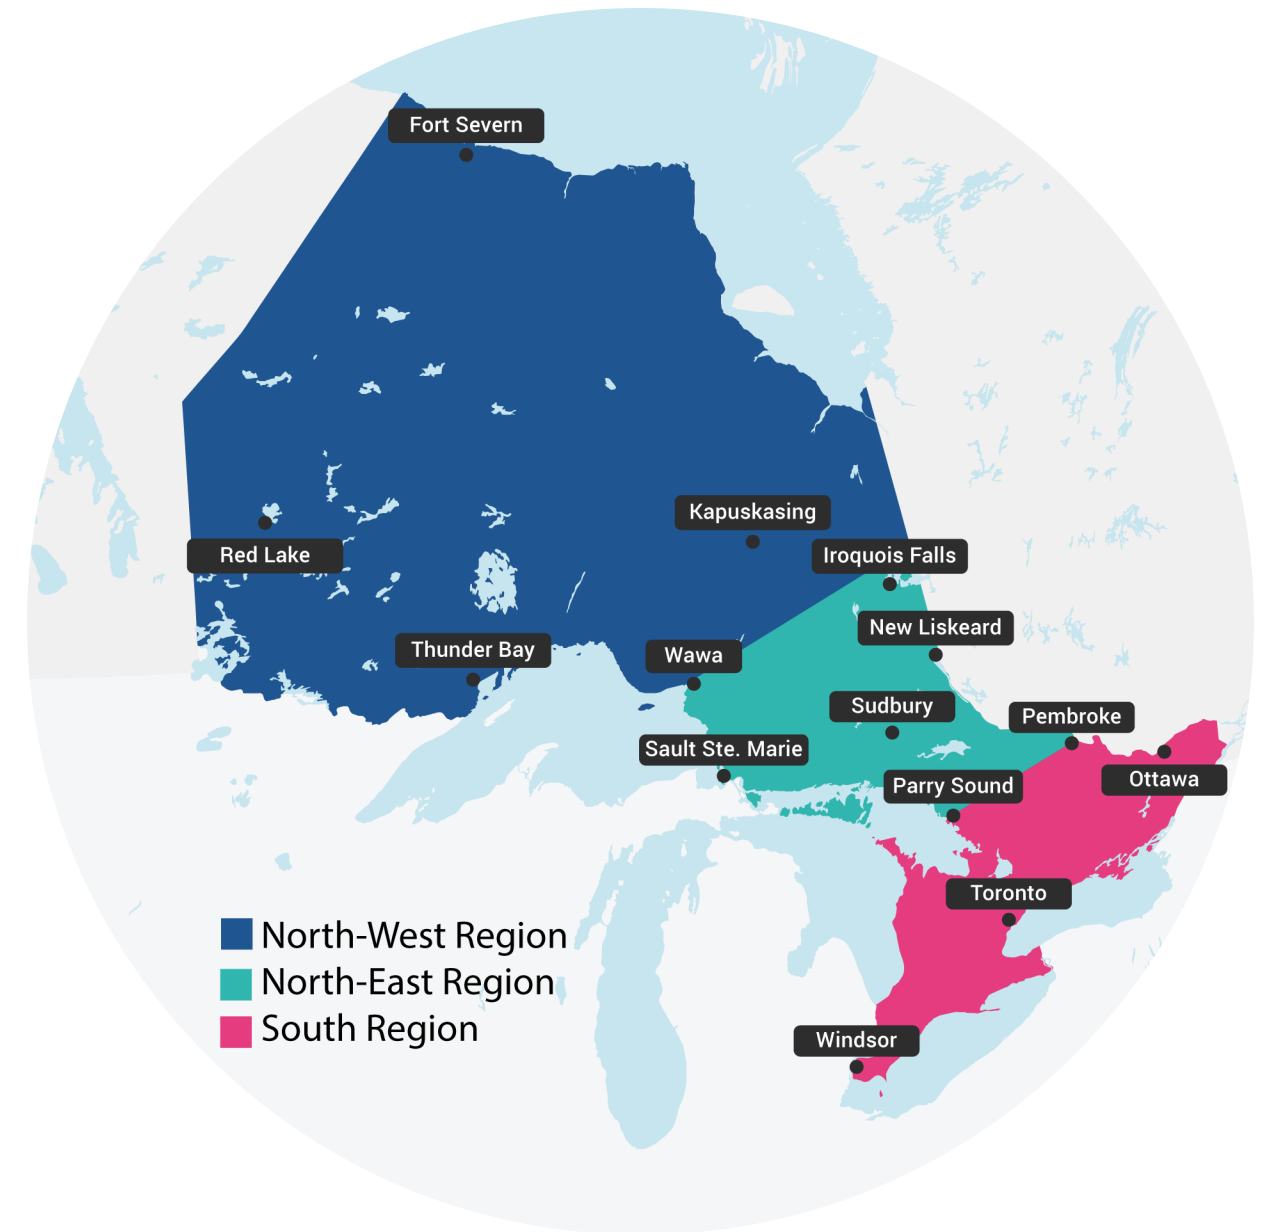 Fort Severn
Kapuskasing
Red Lake
Iroquois Falls
New Liskeard
Thunder Bay
Wawa
Sudbury
Pembroke
Sault Ste. Marie
Ottawa
Parry Sound
Toronto
North-West Region
North-East Region
South Region
Windsor